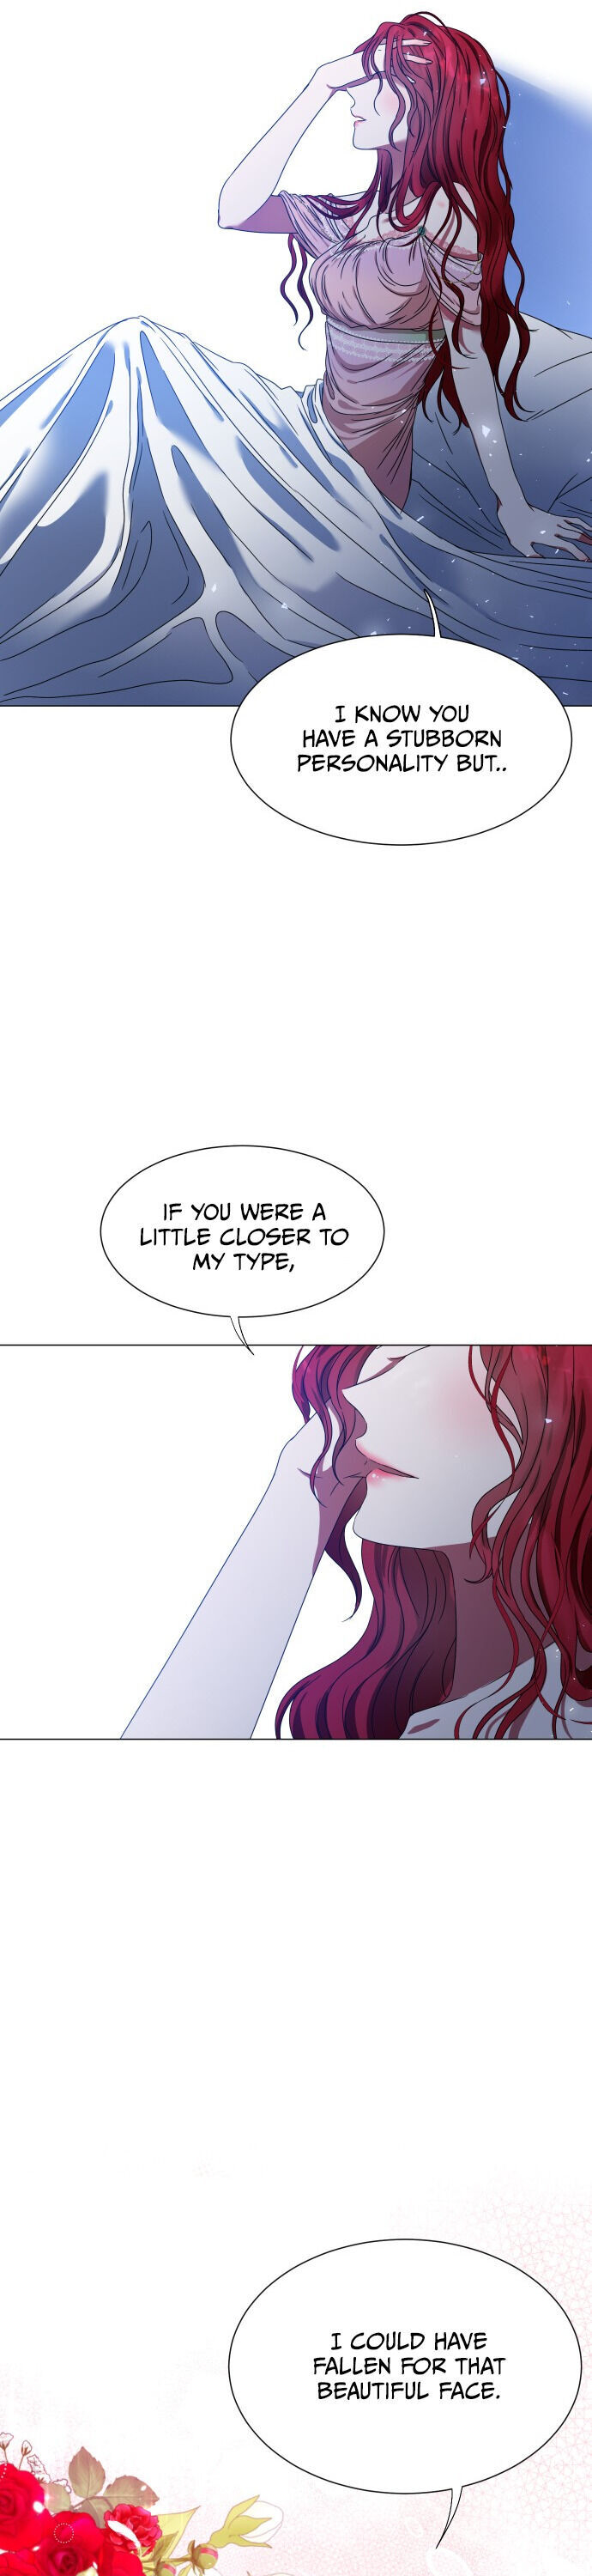 I KNOW YOU
HAVE A STUBBORN
PERSONALITY BUT..
IF YOU WERE A
LITTLE CLOSER TO
MY TYPE,
I COULD HAVE
FALLEN FOR THAT
BEAUTIFUL FACE.